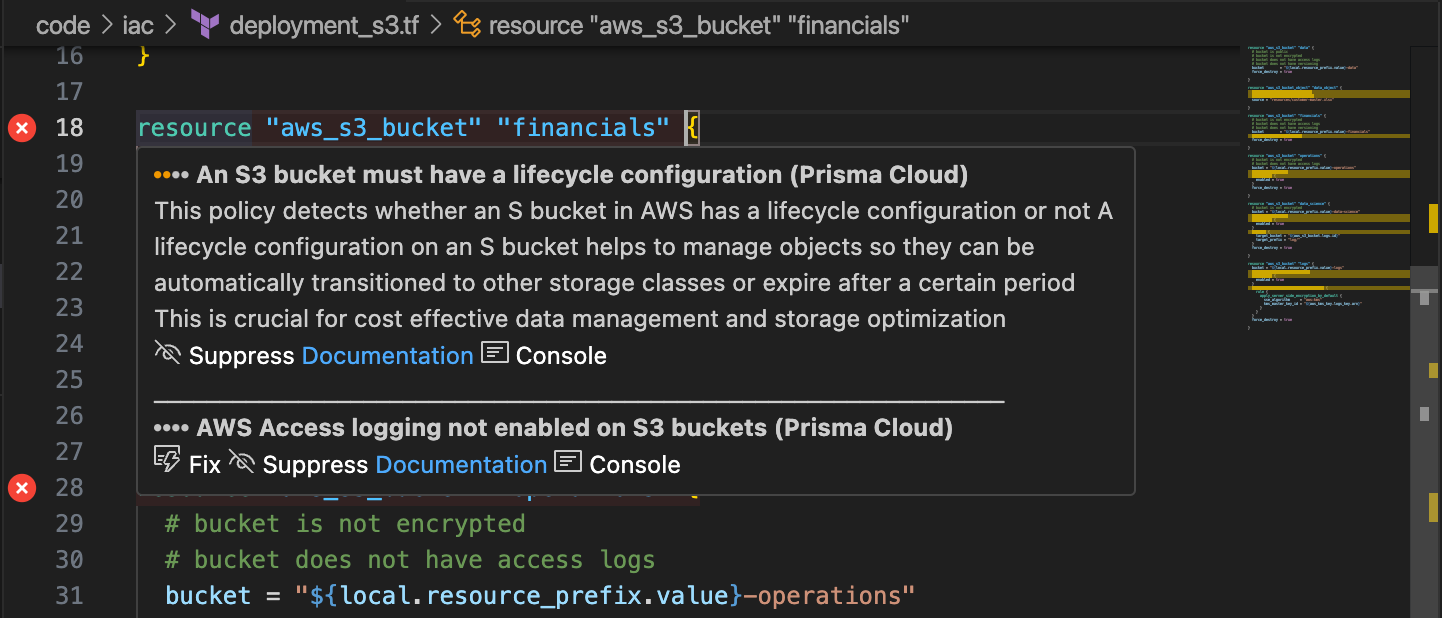 code > iac > deployment_s3.tf > resource "aws_s3_bucket" "financials"
16 }
17
18 resource "aws_s3_bucket" "financials" {
19 •••• An S3 bucket must have a lifecycle configuration (Prisma Cloud)
20 This policy detects whether an S bucket in AWS has a lifecycle configuration or not A
21 lifecycle configuration on an S bucket helps to manage objects so they can be
22 automatically transitioned to other storage classes or expire after a certain period
23 This is crucial for cost effective data management and storage optimization
24 Suppress Documentation Console
25
26 •••• AWS Access logging not enabled on S3 buckets (Prisma Cloud)
27 Fix Suppress Documentation Console
28
29 # bucket is not encrypted
30 # bucket does not have access logs
31 bucket = "${local.resource_prefix.value}-operations"